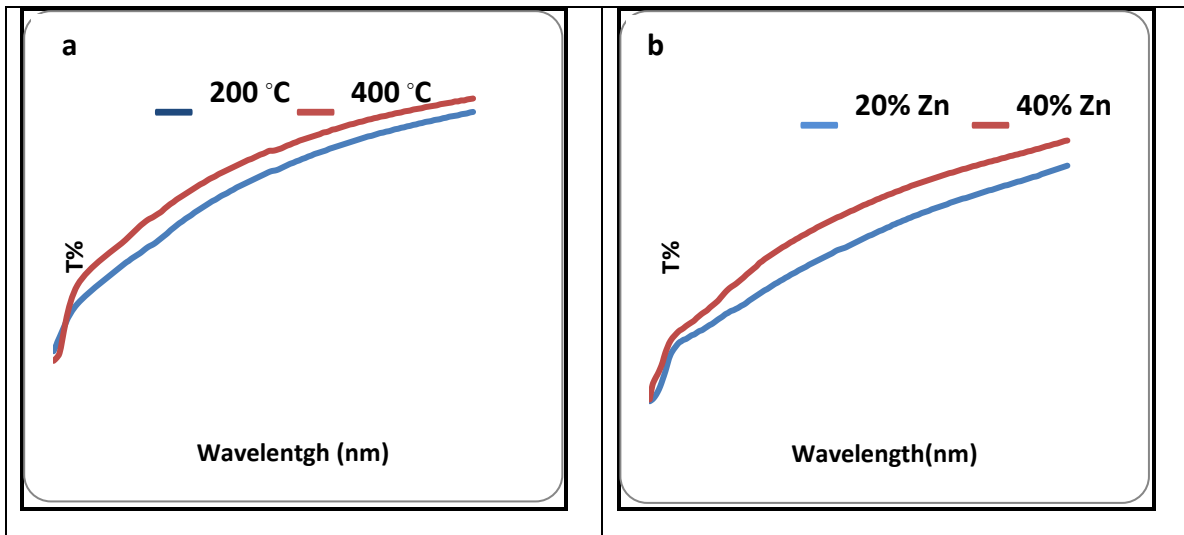 a
200 °C 400 °C
T%
Wavelentgh (nm)
b
20% Zn 40% Zn
T%
Wavelength(nm)